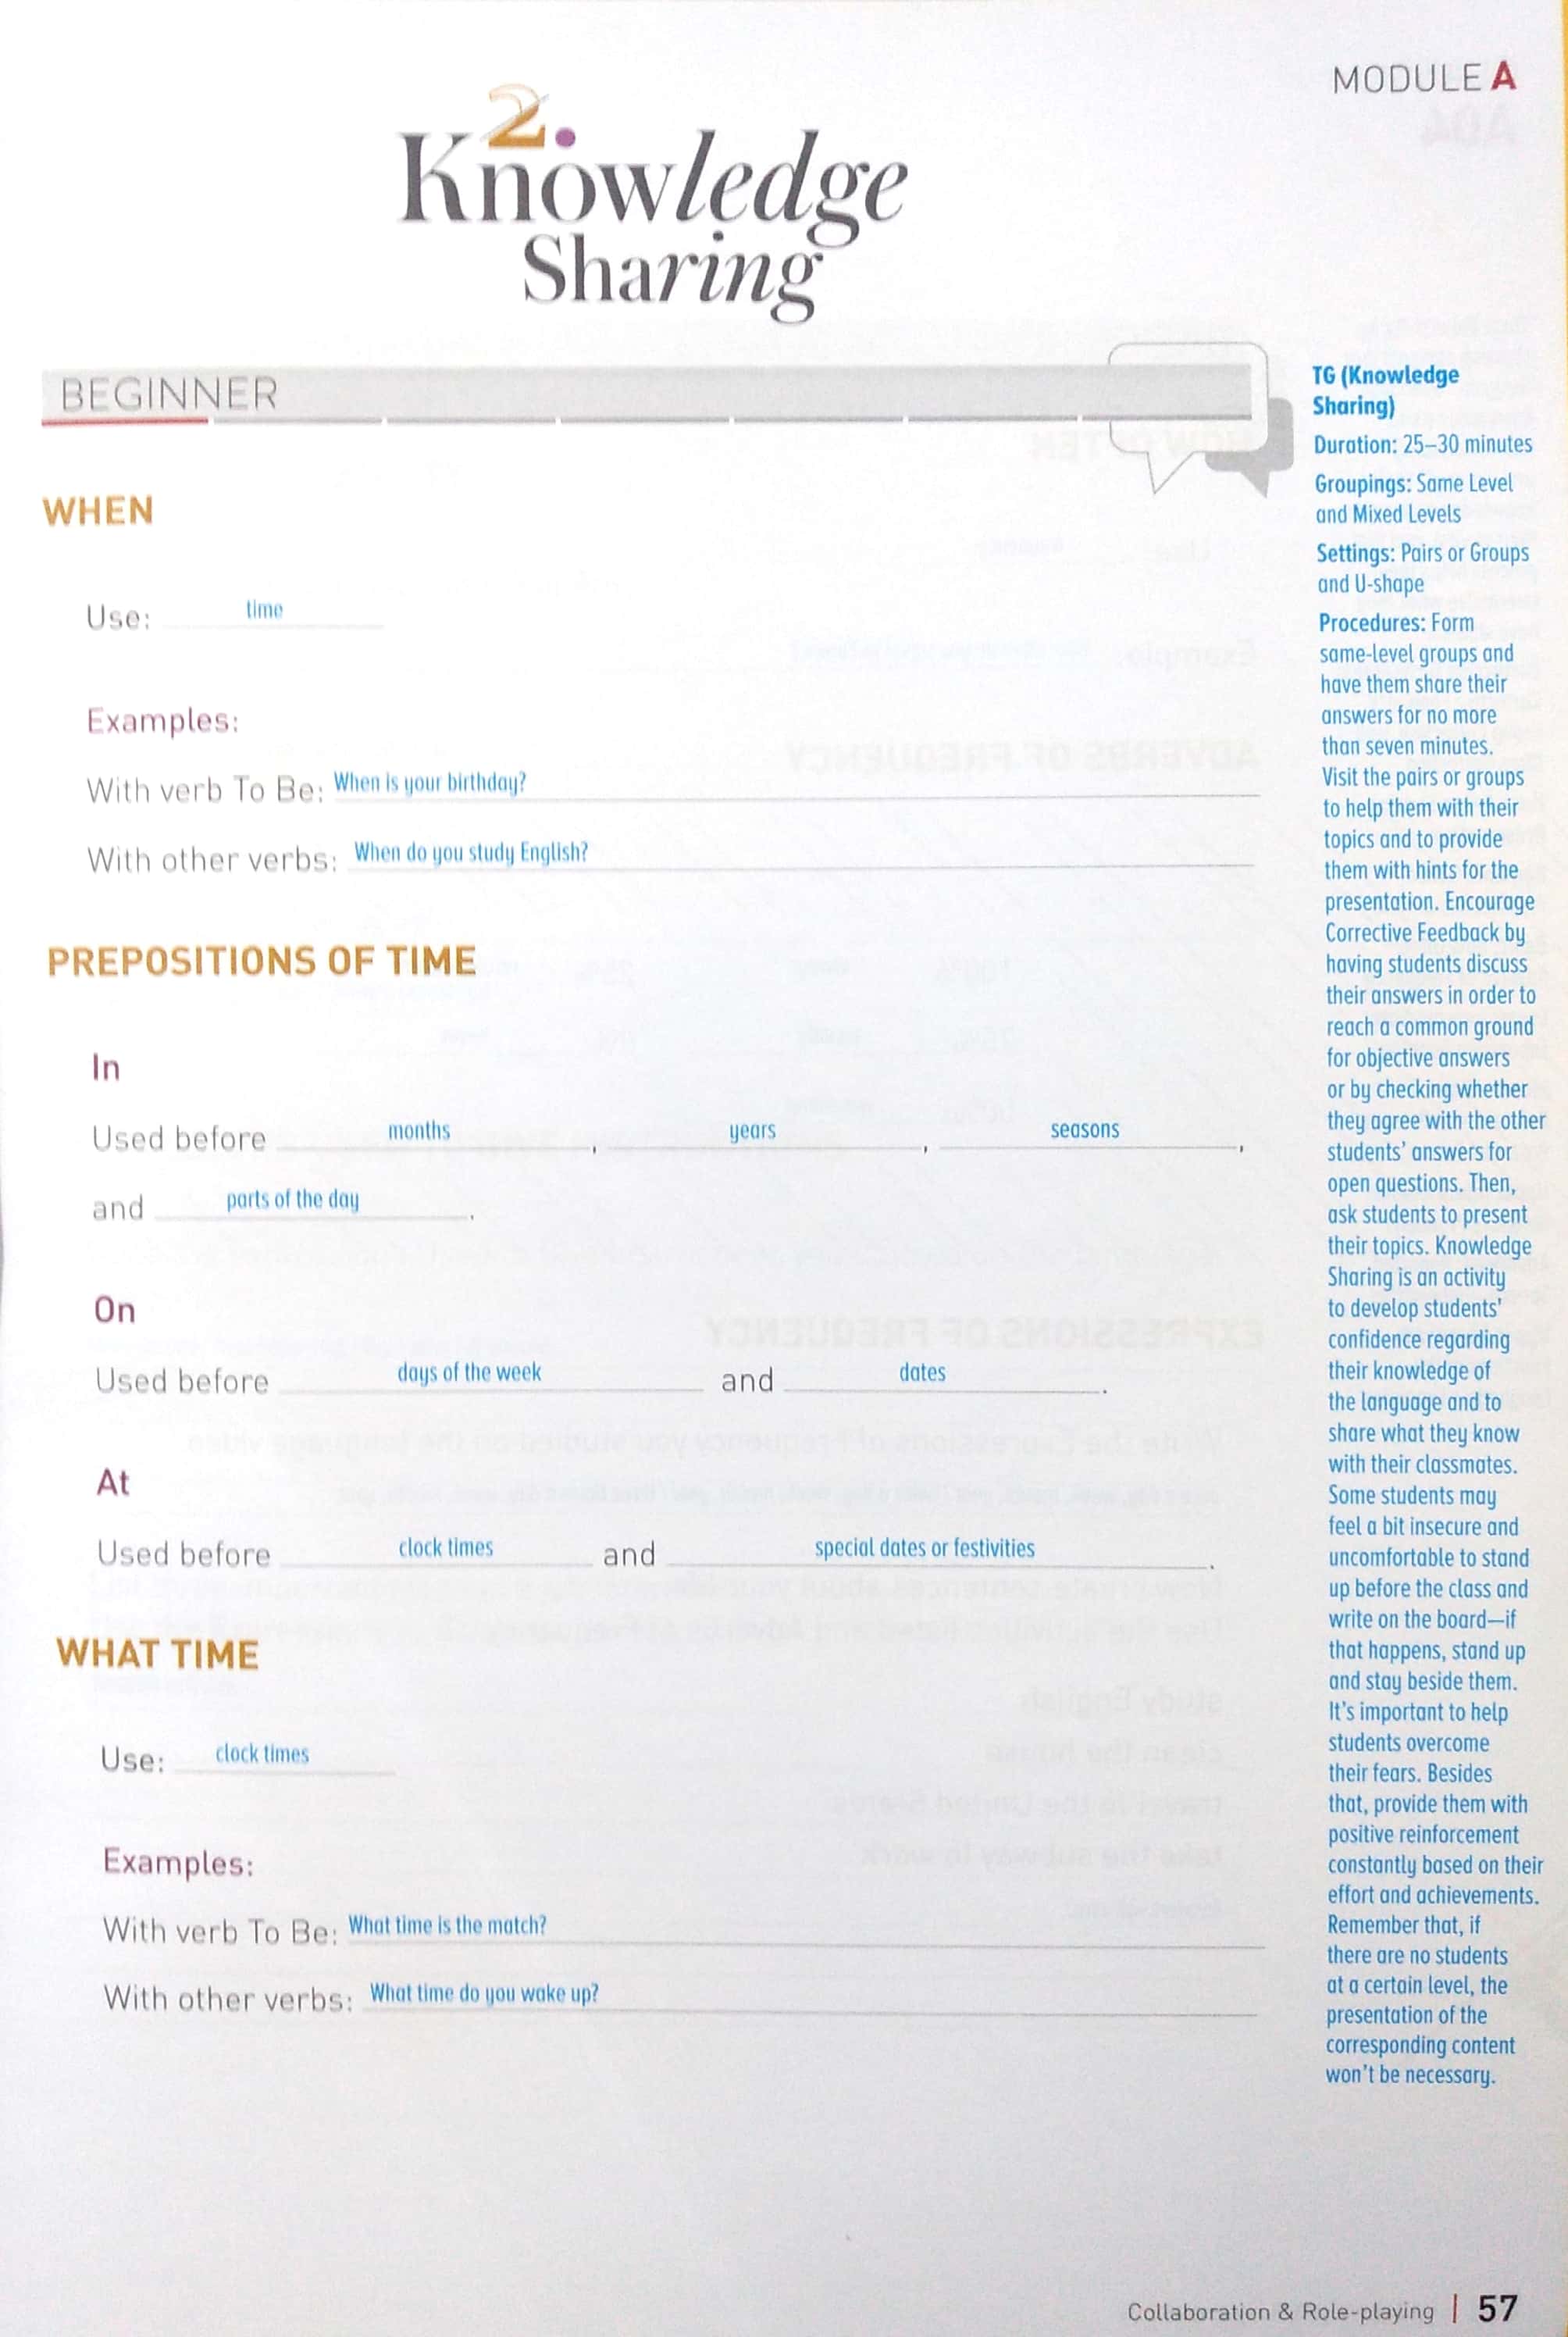 MODULE A
2.
Knowledge
Sharing
BEGINNER
WHEN
Use: time
Examples:
With verb To Be: When is your birthday?
With other verbs: When do you study English?
PREPOSITIONS OF TIME
In
Used before months, years, seasons,
and parts of the day.
On
Used before days of the week and dates.
At
Used before clock times and special dates or festivities.
WHAT TIME
Use: clock times
Examples:
With verb To Be: What time is the match?
With other verbs: What time do you wake up?
TG (Knowledge
Sharing)
Duration: 25–30 minutes
Groupings: Same Level
and Mixed Levels
Settings: Pairs or Groups
and U-shape
Procedures: Form
same-level groups and
have them share their
answers for no more
than seven minutes.
Visit the pairs or groups
to help them with their
topics and to provide
them with hints for the
presentation. Encourage
Corrective Feedback by
having students discuss
their answers in order to
reach a common ground
for objective answers
or by checking whether
they agree with the other
students' answers for
open questions. Then,
ask students to present
their topics. Knowledge
Sharing is an activity
to develop students'
confidence regarding
their knowledge of
the language and to
share what they know
with their classmates.
Some students may
feel a bit insecure and
uncomfortable to stand
up before the class and
write on the board—if
that happens, stand up
and stay beside them.
It's important to help
students overcome
their fears. Besides
that, provide them with
positive reinforcement
constantly based on their
effort and achievements.
Remember that, if
there are no students
at a certain level, the
presentation of the
corresponding content
won't be necessary.
Collaboration & Role-playing | 57